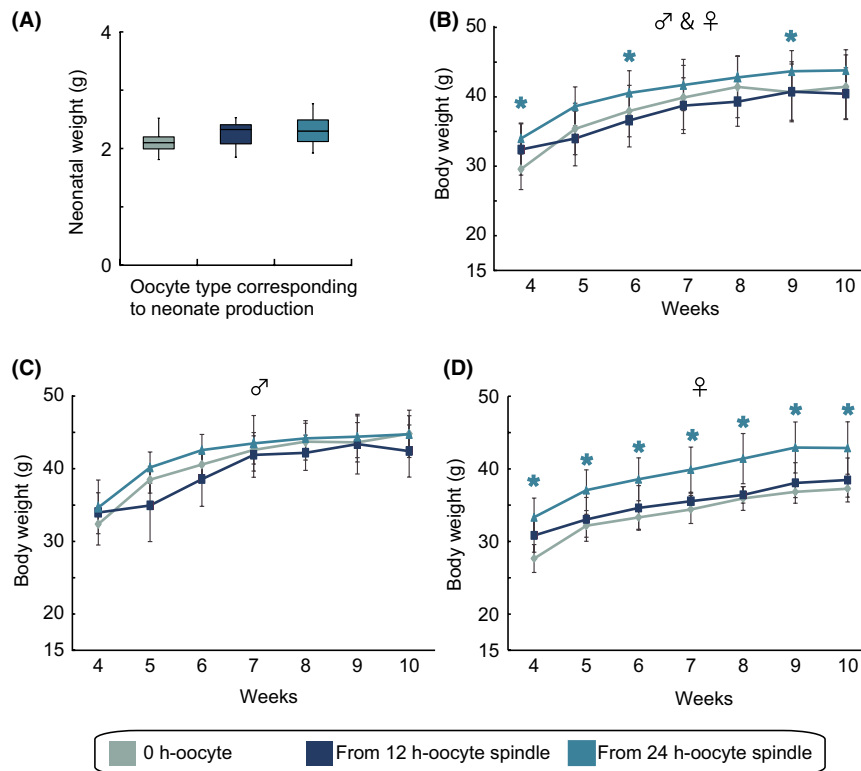 (A)
Neonatal weight (g)
4
2
0
Oocyte type corresponding
to neonate production
(B)
♂ & ♀
Body weight (g)
50
40
30
20
15
* * *
4 5 6 7 8 9 10
Weeks
(C)
♂
Body weight (g)
50
40
30
20
15
4 5 6 7 8 9 10
Weeks
(D)
♀
Body weight (g)
50
40
30
20
15
* * * * * * *
4 5 6 7 8 9 10
Weeks
0 h-oocyte
From 12 h-oocyte spindle
From 24 h-oocyte spindle